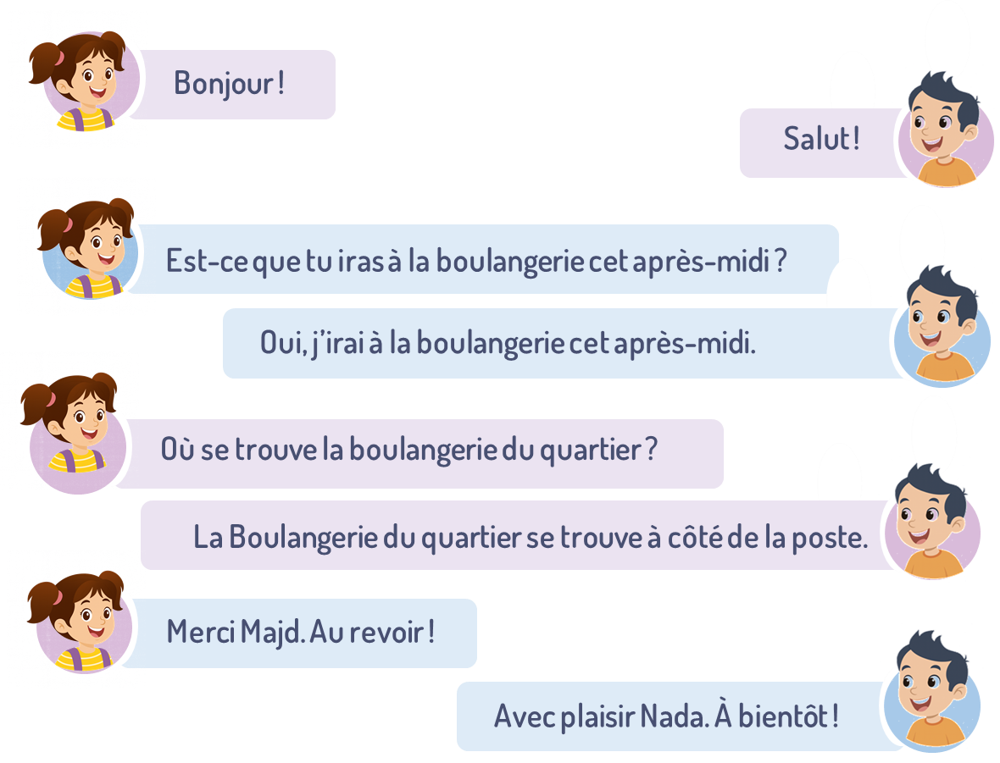 Bonjour !
Salut !
Est-ce que tu iras à la boulangerie cet après-midi ?
Oui, j'irai à la boulangerie cet après-midi.
Où se trouve la boulangerie du quartier ?
La Boulangerie du quartier se trouve à côté de la poste.
Merci Majd. Au revoir !
Avec plaisir Nada. À bientôt !